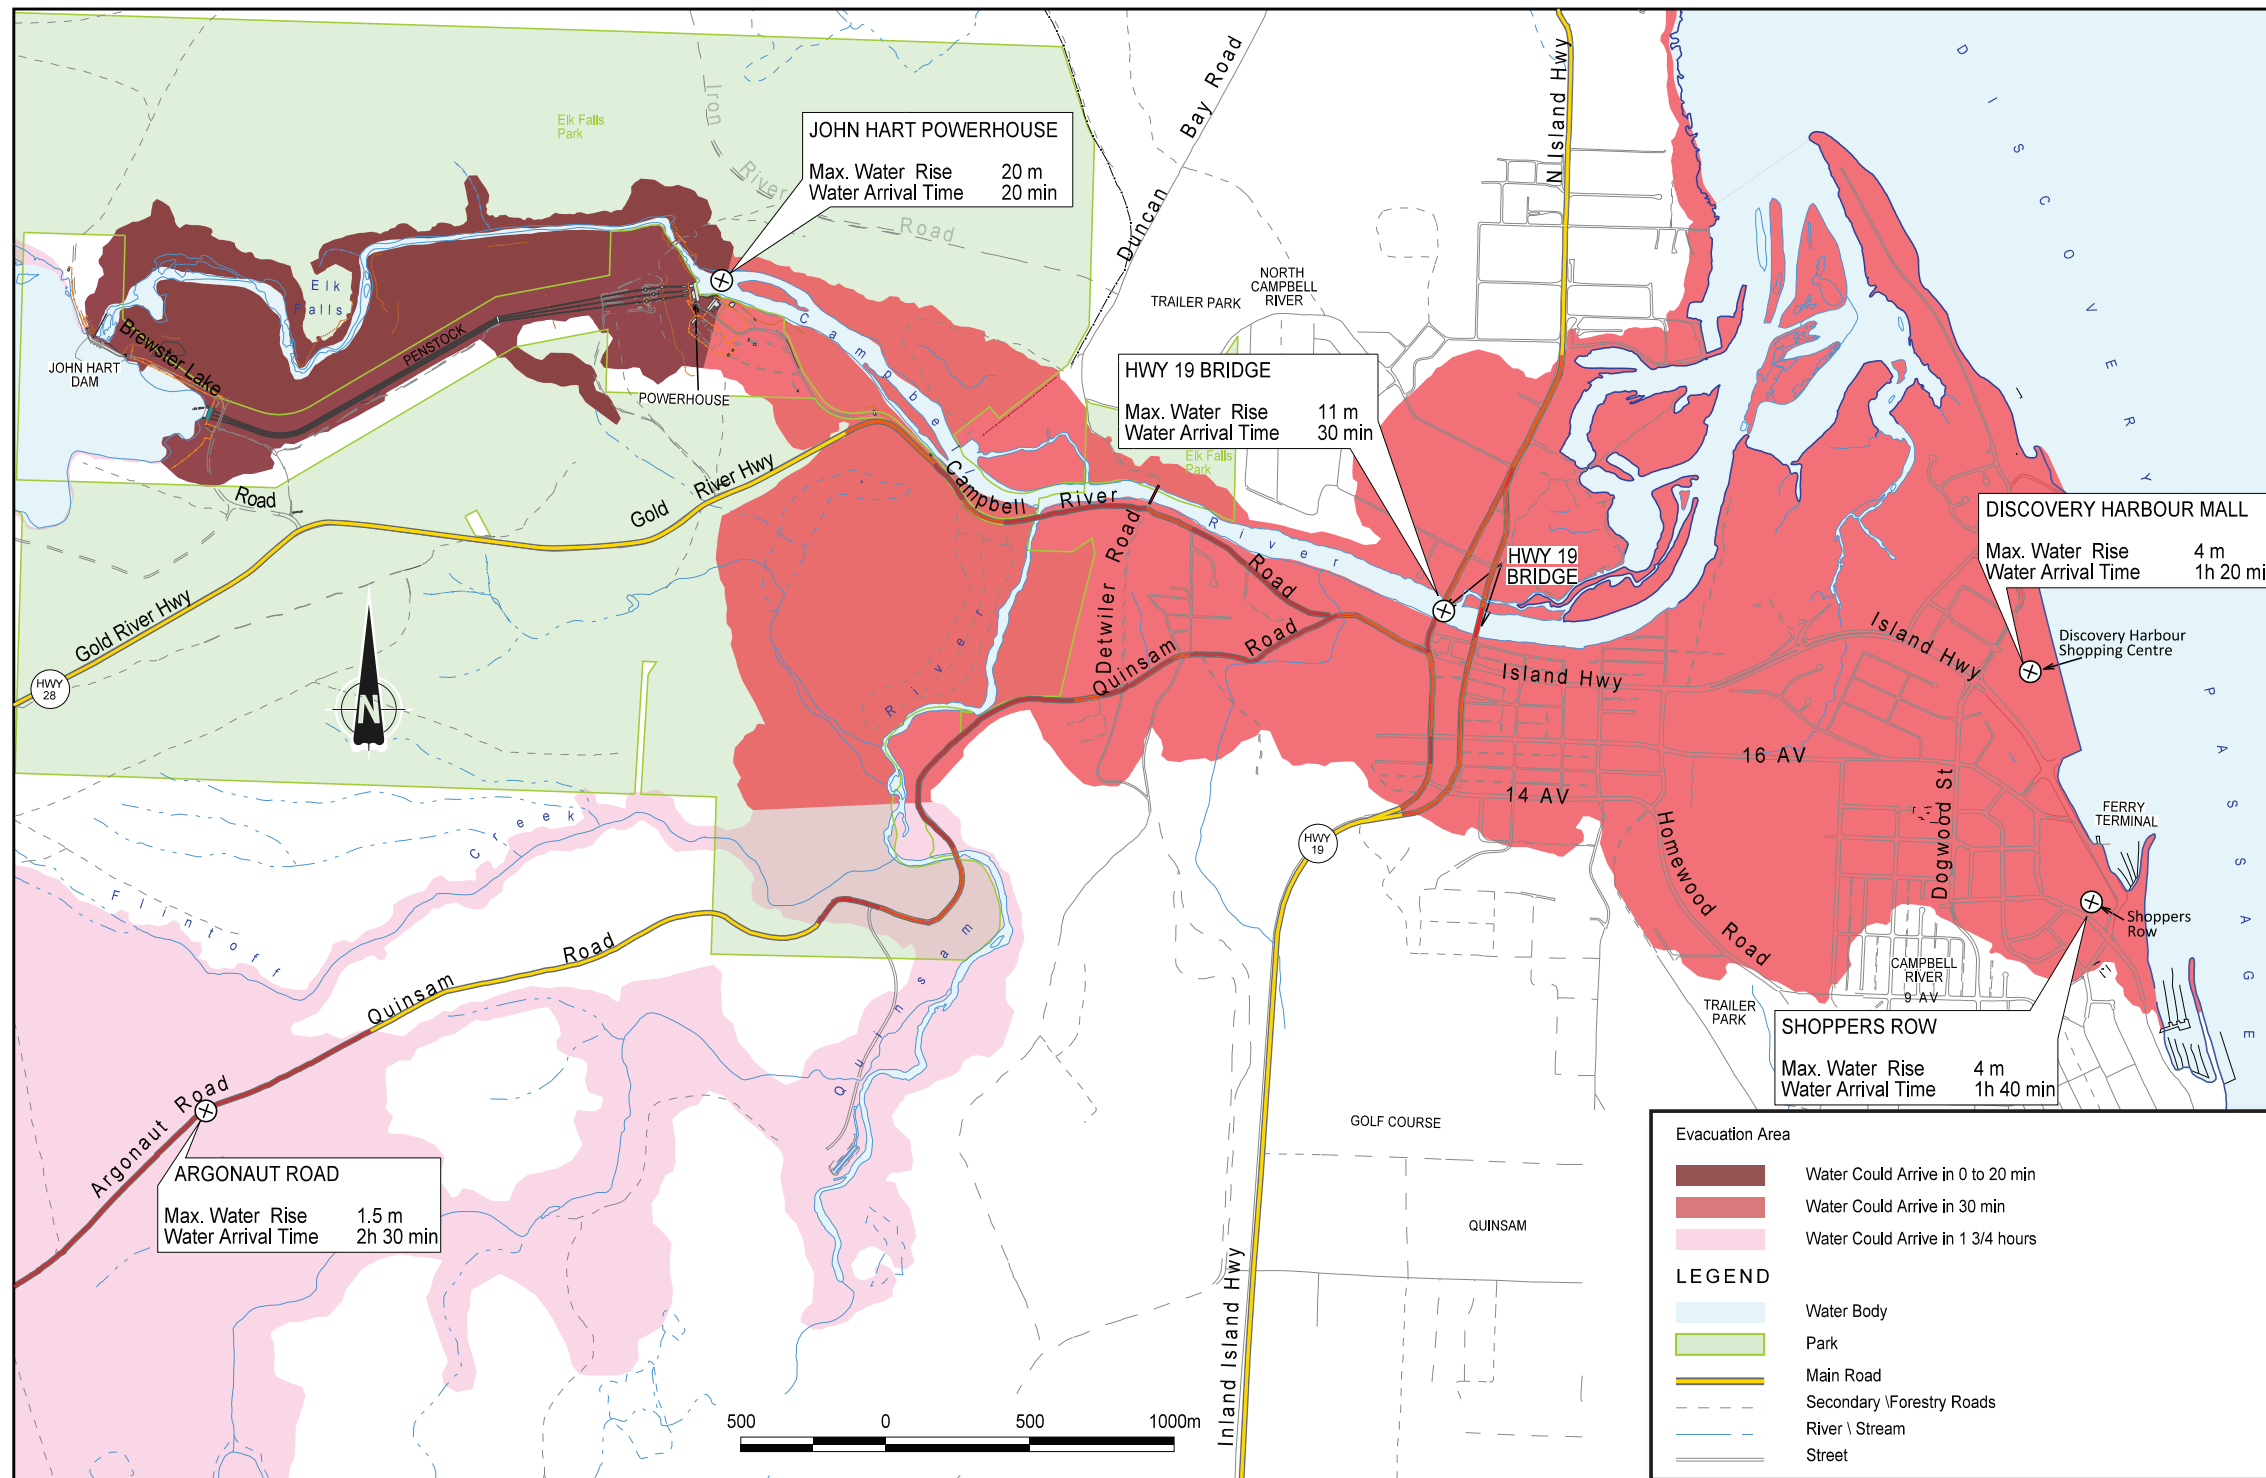 Elk Falls
Park
Iron
River
Road
Duncan
Bay Road
N Island Hwy
JOHN HART POWERHOUSE
Max. Water Rise 20 m
Water Arrival Time 20 min
DISCOVERY
PASSAGE
Elk
Falls
Brewster Lake
Road
JOHN HART
DAM
PENSTOCK
POWERHOUSE
Campbell
River
TRAILER PARK
NORTH
CAMPBELL
RIVER
HWY 19 BRIDGE
Max. Water Rise 11 m
Water Arrival Time 30 min
Elk Falls
Park
Gold River Hwy
Gold River Hwy
HWY
28
N
Campbell River Road
Detwiler Road
Quinsam Road
HWY 19
BRIDGE
Island Hwy
Island Hwy
DISCOVERY HARBOUR MALL
Max. Water Rise 4 m
Water Arrival Time 1h 20 mi
Discovery Harbour
Shopping Centre
River
Quinsam
16 AV
14 AV
Homewood Road
Dogwood St
FERRY
TERMINAL
HWY
19
Shoppers
Row
CAMPBELL
RIVER
9 AV
TRAILER
PARK
SHOPPERS ROW
Max. Water Rise 4 m
Water Arrival Time 1h 40 min
Flintoff
Creek
Quinsam Road
Argonaut Road
ARGONAUT ROAD
Max. Water Rise 1.5 m
Water Arrival Time 2h 30 min
GOLF COURSE
QUINSAM
Inland Island Hwy
500 0 500 1000m
Evacuation Area
Water Could Arrive in 0 to 20 min
Water Could Arrive in 30 min
Water Could Arrive in 1 3/4 hours
LEGEND
Water Body
Park
Main Road
Secondary \Forestry Roads
River \ Stream
Street